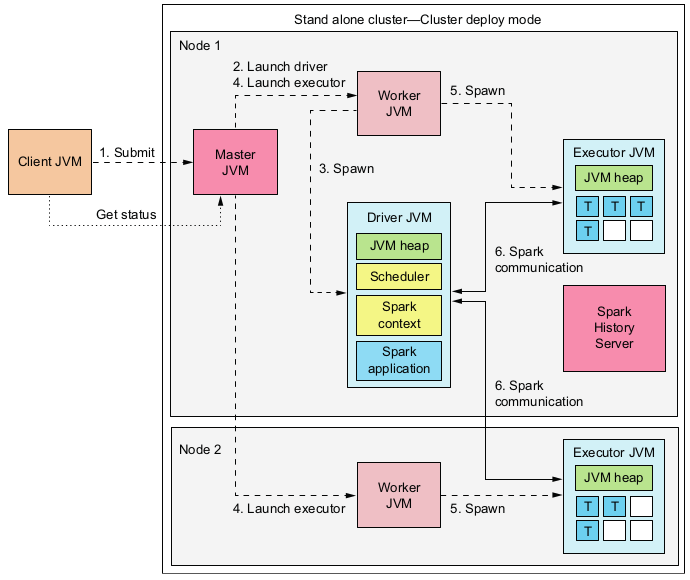 Stand alone cluster—Cluster deploy mode
Node 1
2. Launch driver
4. Launch executor
Worker
JVM
5. Spawn
Client JVM
1. Submit
Master
JVM
3. Spawn
Get status
Executor JVM
JVM heap
T T T
T
Driver JVM
JVM heap
Scheduler
Spark
context
Spark
application
6. Spark
communication
Spark
History
Server
6. Spark
communication
Node 2
4. Launch executor
Worker
JVM
5. Spawn
Executor JVM
JVM heap
T T
T